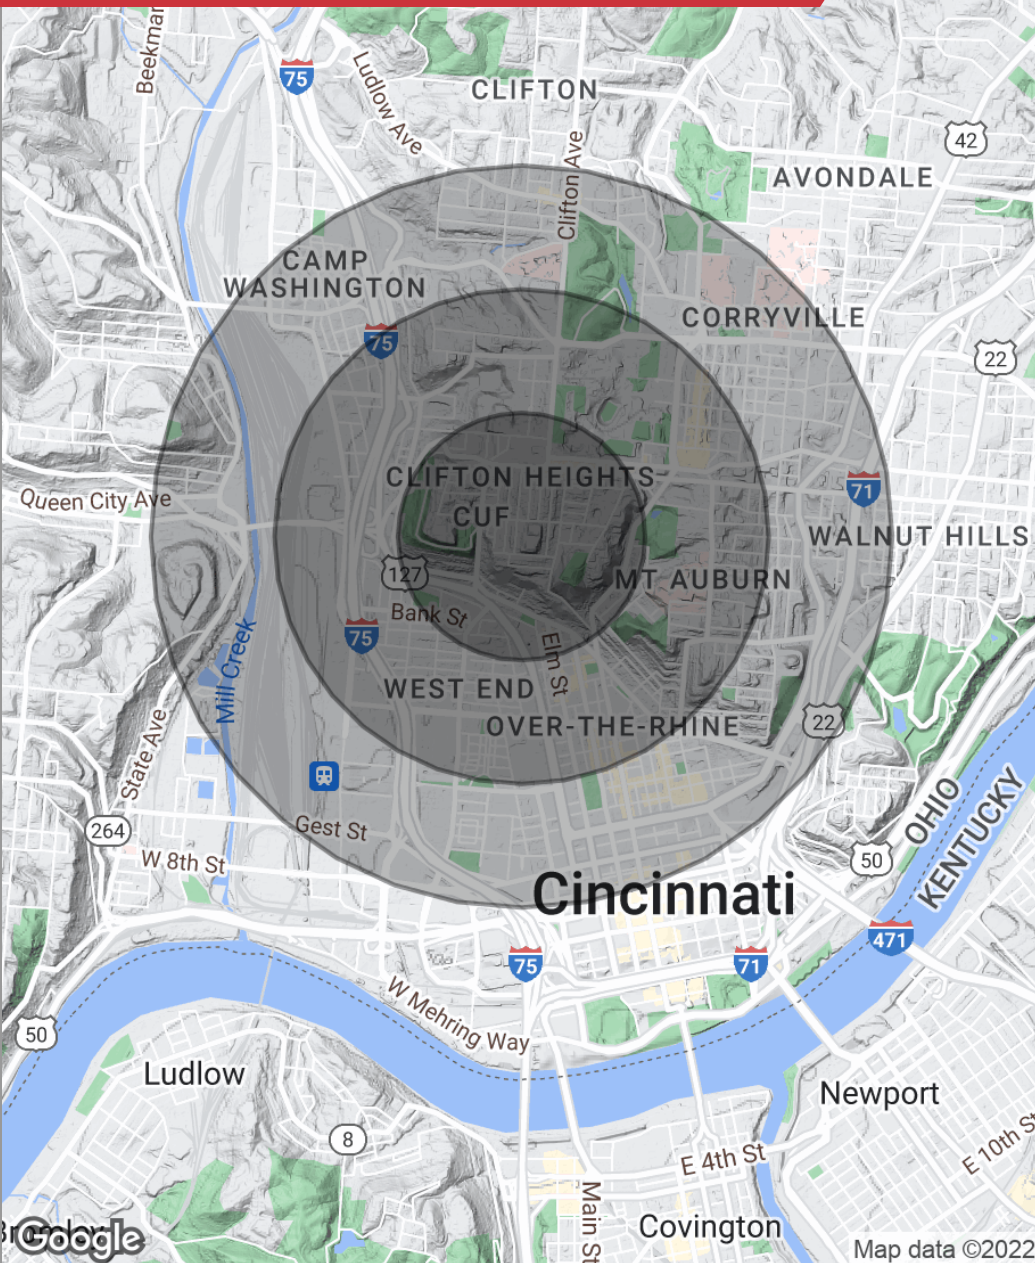 Beekman
75
Ludlow Ave
CLIFTON
42
AVONDALE
Clifton Ave
CAMP
WASHINGTON
CORRYVILLE
75
22
CLIFTON HEIGHTS
71
Queen City Ave
CUF
WALNUT HILLS
127
MT AUBURN
Bank St
75
Elm St
Mill Creek
WEST END
22
OVER-THE-RHINE
State Ave
OHIO
KENTUCKY
264
Gest St
W 8th St
50
Cincinnati
471
75
71
W Mehring Way
50
Ludlow
Newport
8
E 4th St
E 10th St
Main St
Covington
Google
Map data ©2022